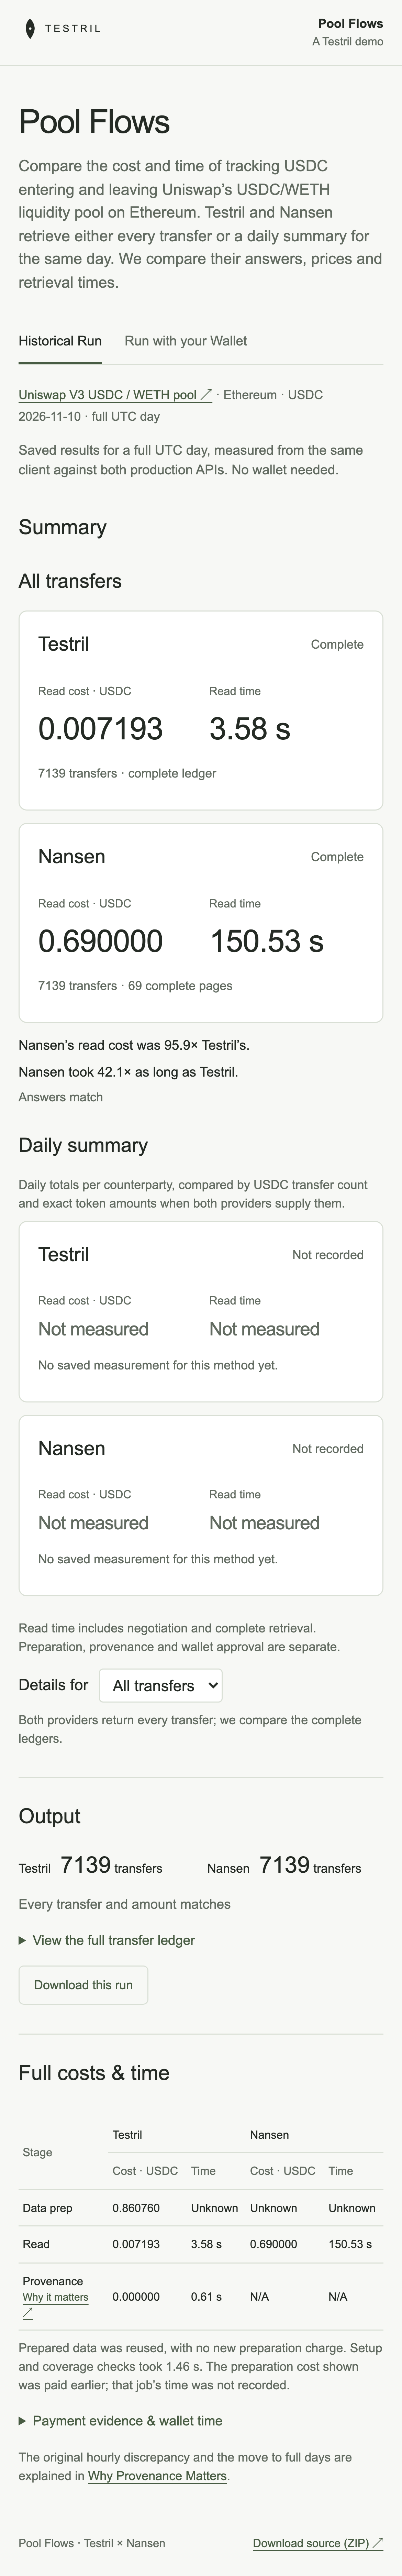 TESTRIL
Pool Flows
A Testril demo
Pool Flows
Compare the cost and time of tracking USDC
entering and leaving Uniswap's USDC/WETH
liquidity pool on Ethereum. Testril and Nansen
retrieve either every transfer or a daily summary for
the same day. We compare their answers, prices and
retrieval times.
Historical Run Run with your Wallet
Uniswap V3 USDC / WETH pool ↗ · Ethereum · USDC
2026-11-10 · full UTC day
Saved results for a full UTC day, measured from the same
client against both production APIs. No wallet needed.
Summary
All transfers
Testril Complete
Read cost · USDC Read time
0.007193 3.58 s
7139 transfers · complete ledger
Nansen Complete
Read cost · USDC Read time
0.690000 150.53 s
7139 transfers · 69 complete pages
Nansen's read cost was 95.9× Testril's.
Nansen took 42.1× as long as Testril.
Answers match
Daily summary
Daily totals per counterparty, compared by USDC transfer count
and exact token amounts when both providers supply them.
Testril Not recorded
Read cost · USDC Read time
Not measured Not measured
No saved measurement for this method yet.
Nansen Not recorded
Read cost · USDC Read time
Not measured Not measured
No saved measurement for this method yet.
Read time includes negotiation and complete retrieval.
Preparation, provenance and wallet approval are separate.
Details for All transfers
Both providers return every transfer; we compare the complete
ledgers.
Output
Testril 7139 transfers Nansen 7139 transfers
Every transfer and amount matches
▶ View the full transfer ledger
Download this run
Full costs & time
Stage Testril Nansen
Cost · USDC Time Cost · USDC Time
Data prep 0.860760 Unknown Unknown Unknown
Read 0.007193 3.58 s 0.690000 150.53 s
Provenance
Why it matters ↗ 0.000000 0.61 s N/A N/A
Prepared data was reused, with no new preparation charge. Setup
and coverage checks took 1.46 s. The preparation cost shown
was paid earlier; that job's time was not recorded.
▶ Payment evidence & wallet time
The original hourly discrepancy and the move to full days are
explained in Why Provenance Matters.
Pool Flows · Testril × Nansen Download source (ZIP) ↗